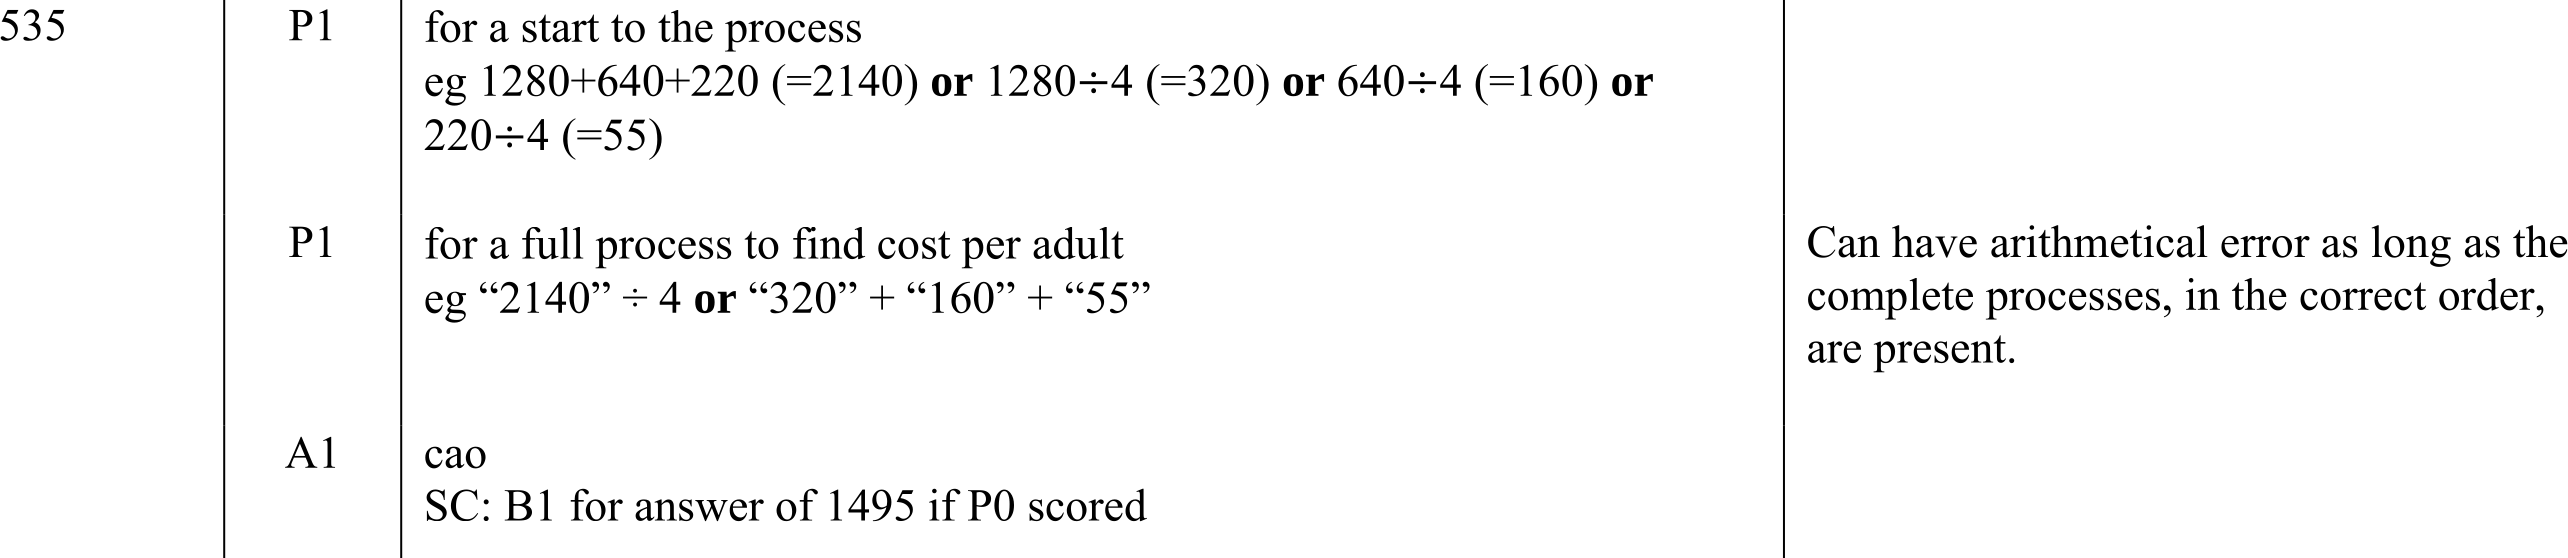 535 P1 for a start to the process
eg 1280+640+220 (=2140) or 1280÷4 (=320) or 640÷4 (=160) or
220÷4 (=55)
P1 for a full process to find cost per adult
eg “2140” ÷ 4 or “320” + “160” + “55”
Can have arithmetical error as long as the
complete processes, in the correct order,
are present.
A1 cao
SC: B1 for answer of 1495 if P0 scored